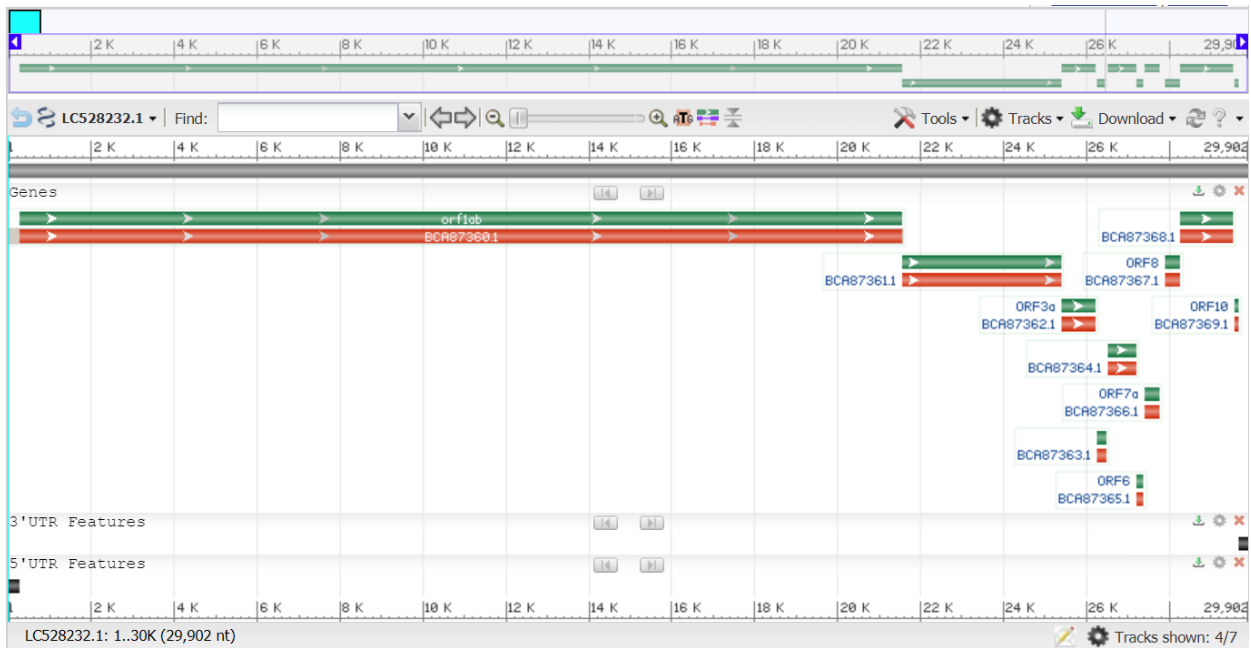 2 K 4 K 6 K 8 K 10 K 12 K 14 K 16 K 18 K 20 K 22 K 24 K 26 K 29,90
LC528232.1 Find: ATG Tools Tracks Download ?
1 2 K 4 K 6 K 8 K 10 K 12 K 14 K 16 K 18 K 20 K 22 K 24 K 26 K 29,902
Genes
orf1ab
BCA87360.1 BCA87368.1
ORF8
BCA87361.1 BCA87367.1
ORF3a ORF10
BCA87362.1 BCA87369.1
BCA87364.1
ORF7a
BCA87366.1
BCA87363.1
ORF6
BCA87365.1
3'UTR Features
5'UTR Features
1 2 K 4 K 6 K 8 K 10 K 12 K 14 K 16 K 18 K 20 K 22 K 24 K 26 K 29,902
LC528232.1: 1..30K (29,902 nt) Tracks shown: 4/7